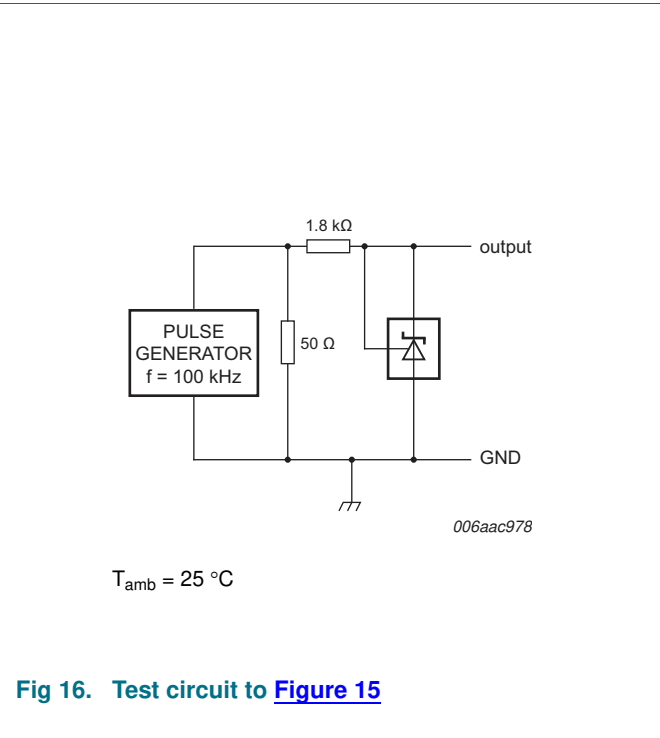 1.8 kΩ
output
PULSE
GENERATOR
f = 100 kHz
50 Ω
GND
006aac978
Tamb = 25 °C
Fig 16. Test circuit to Figure 15